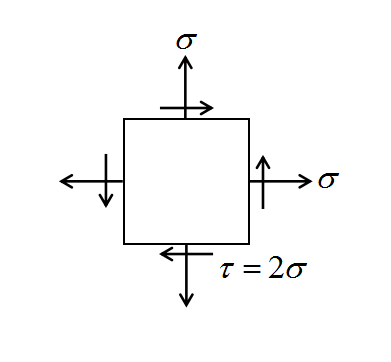 σ
σ
τ = 2σ